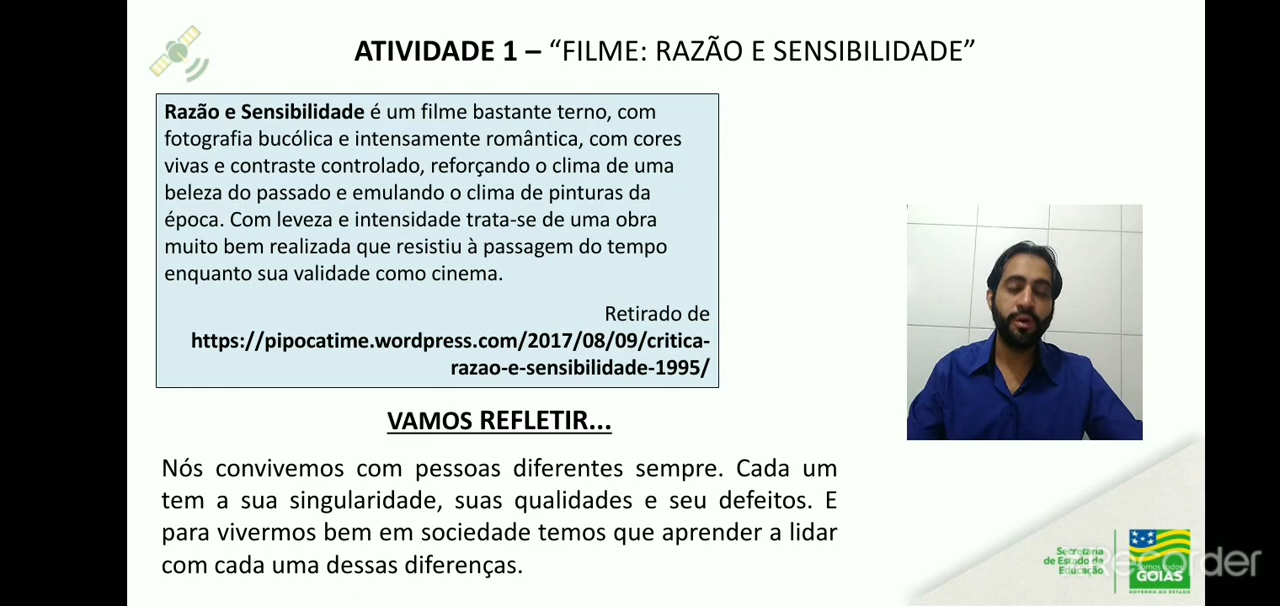 ATIVIDADE 1 – “FILME: RAZÃO E SENSIBILIDADE”
Razão e Sensibilidade é um filme bastante terno, com
fotografia bucólica e intensamente romântica, com cores
vivas e contraste controlado, reforçando o clima de uma
beleza do passado e emulando o clima de pinturas da
época. Com leveza e intensidade trata-se de uma obra
muito bem realizada que resistiu à passagem do tempo
enquanto sua validade como cinema.
Retirado de
https://pipocatime.wordpress.com/2017/08/09/critica-
razao-e-sensibilidade-1995/
VAMOS REFLETIR...
Nós convivemos com pessoas diferentes sempre. Cada um
tem a sua singularidade, suas qualidades e seu defeitos. E
para vivermos bem em sociedade temos que aprender a lidar
com cada uma dessas diferenças.
Secretaria
de Estado da
Educação
Somos todos
GOIÁS
GOVERNO DO ESTADO
Recorder